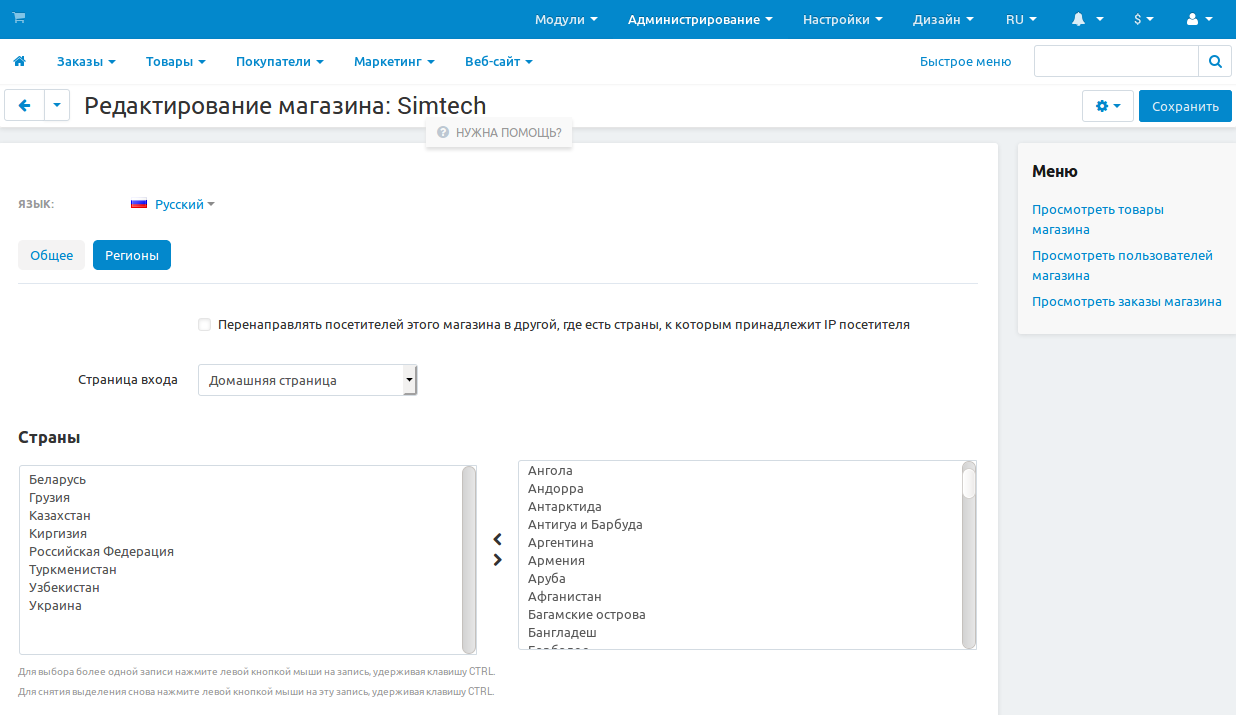 Модули Администрирование Настройки Дизайн RU $
Заказы Товары Покупатели Маркетинг Веб-сайт Быстрое меню
Редактирование магазина: Simtech Сохранить
НУЖНА ПОМОЩЬ?
Меню
Просмотреть товары
магазина
Просмотреть пользователей
магазина
Просмотреть заказы магазина
ЯЗЫК: Русский
Общее Регионы
Перенаправлять посетителей этого магазина в другой, где есть страны, к которым принадлежит IP посетителя
Страница входа Домашняя страница
Страны
Беларусь
Грузия
Казахстан
Киргизия
Российская Федерация
Туркменистан
Узбекистан
Украина
Ангола
Андорра
Антарктида
Антигуа и Барбуда
Аргентина
Армения
Аруба
Афганистан
Багамские острова
Бангладеш
Для выбора более одной записи нажмите левой кнопкой мыши на запись, удерживая клавишу CTRL.
Для снятия выделения снова нажмите левой кнопкой мыши на эту запись, удерживая клавишу CTRL.